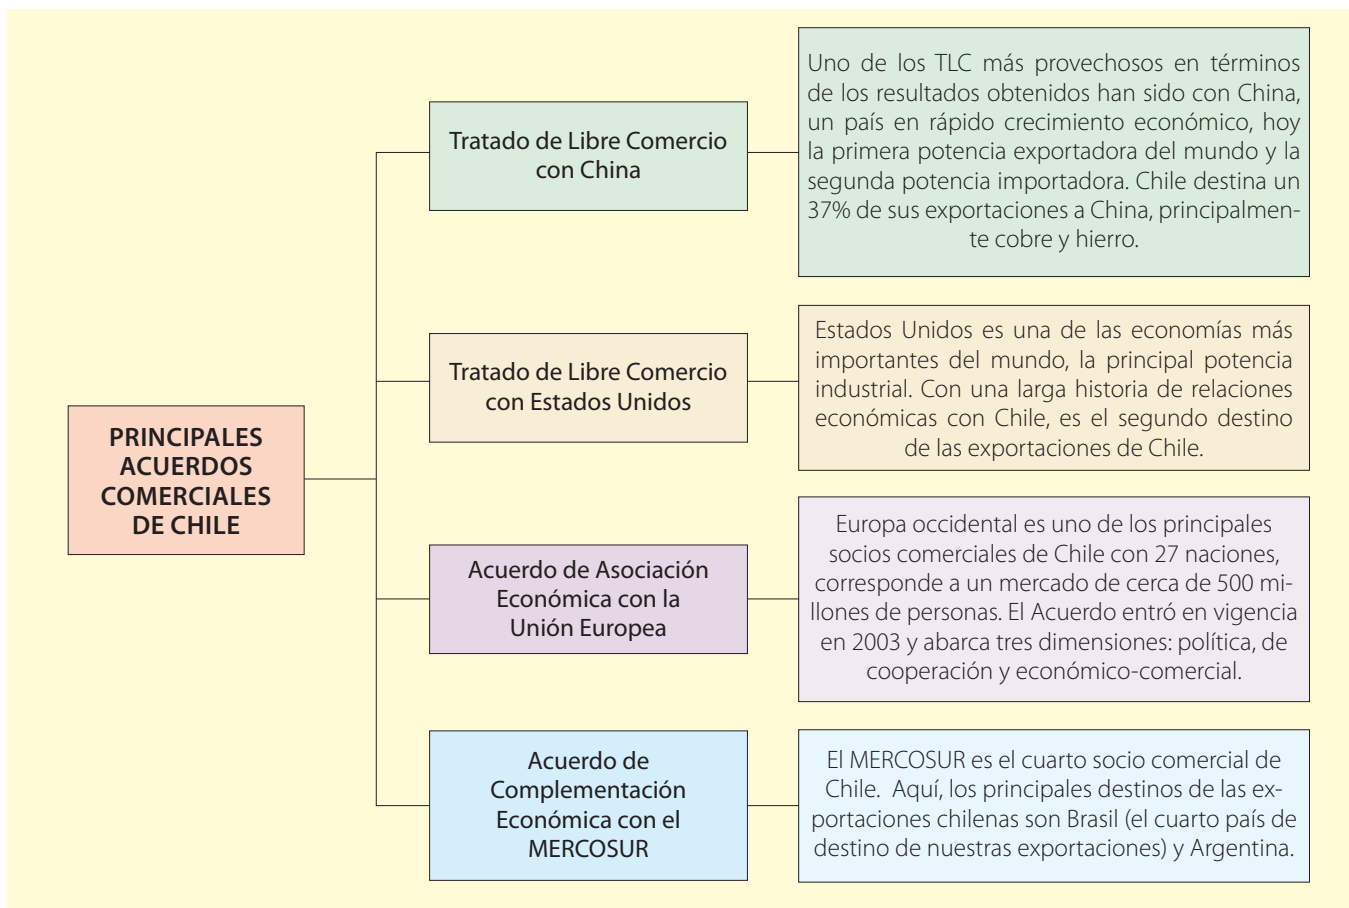 PRINCIPALES
ACUERDOS
COMERCIALES
DE CHILE
Tratado de Libre Comercio
con China
Uno de los TLC más provechosos en términos
de los resultados obtenidos han sido con China,
un país en rápido crecimiento económico, hoy
la primera potencia exportadora del mundo y la
segunda potencia importadora. Chile destina un
37% de sus exportaciones a China, principalmen-
te cobre y hierro.
Tratado de Libre Comercio
con Estados Unidos
Estados Unidos es una de las economías más
importantes del mundo, la principal potencia
industrial. Con una larga historia de relaciones
económicas con Chile, es el segundo destino
de las exportaciones de Chile.
Acuerdo de Asociación
Económica con la
Unión Europea
Europa occidental es uno de los principales
socios comerciales de Chile con 27 naciones,
corresponde a un mercado de cerca de 500 mi-
llones de personas. El Acuerdo entró en vigencia
en 2003 y abarca tres dimensiones: política, de
cooperación y económico-comercial.
Acuerdo de
Complementación
Económica con el
MERCOSUR
El MERCOSUR es el cuarto socio comercial de
Chile.  Aquí, los principales destinos de las ex-
portaciones chilenas son Brasil (el cuarto país de
destino de nuestras exportaciones) y Argentina.